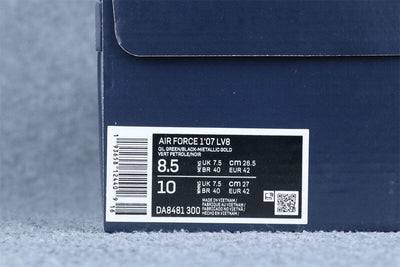 AIR FORCE 1'07 LV8
OIL GREEN/BLACK-METALLIC GOLD
VERT PETROLE/NOIR
8.5 UK 7.5 cm 26.5
BR 40 EUR 42
10 UK 7.5 cm 27
BR 40 EUR 42
DA8481 300
MADE IN VIETNAM /
FABRIQUE AU VIETNAM /
HECHO EN VIETNAM